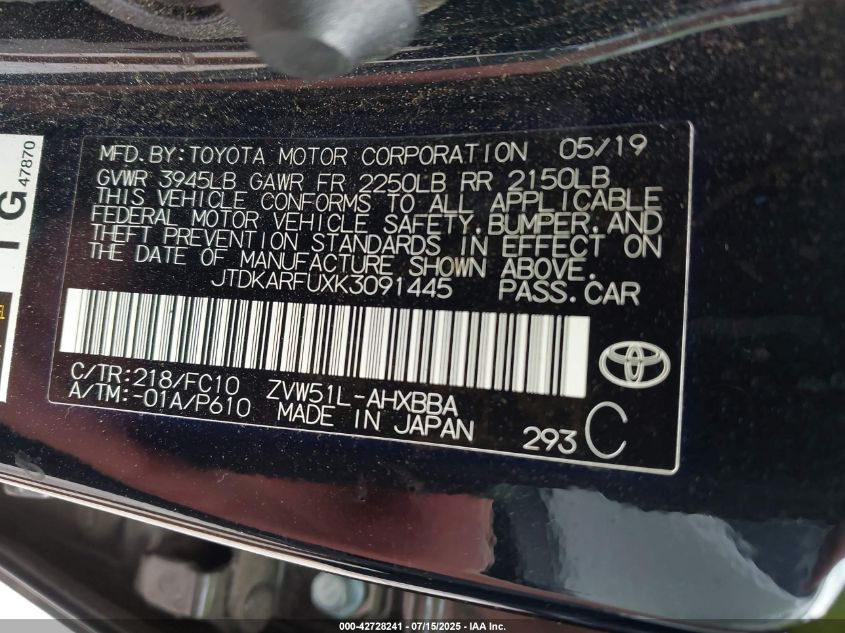 MFD.BY:TOYOTA MOTOR CORPORATION 05/19
GVWR 3945LB GAWR FR 2250LB RR 2150LB
THIS VEHICLE CONFORMS TO ALL APPLICABLE
FEDERAL MOTOR VEHICLE SAFETY,BUMPER,AND
THEFT PREVENTION STANDARDS IN EFFECT ON
THE DATE OF MANUFACTURE SHOWN ABOVE.
JTDKARFUXK3091445 PASS.CAR
C/TR:218/FC10 ZVW51L-AHXBBA
A/TM:-01A/P610 MADE IN JAPAN 293 C
47870
000-42728241 - 07/15/2025 - IAA Inc.